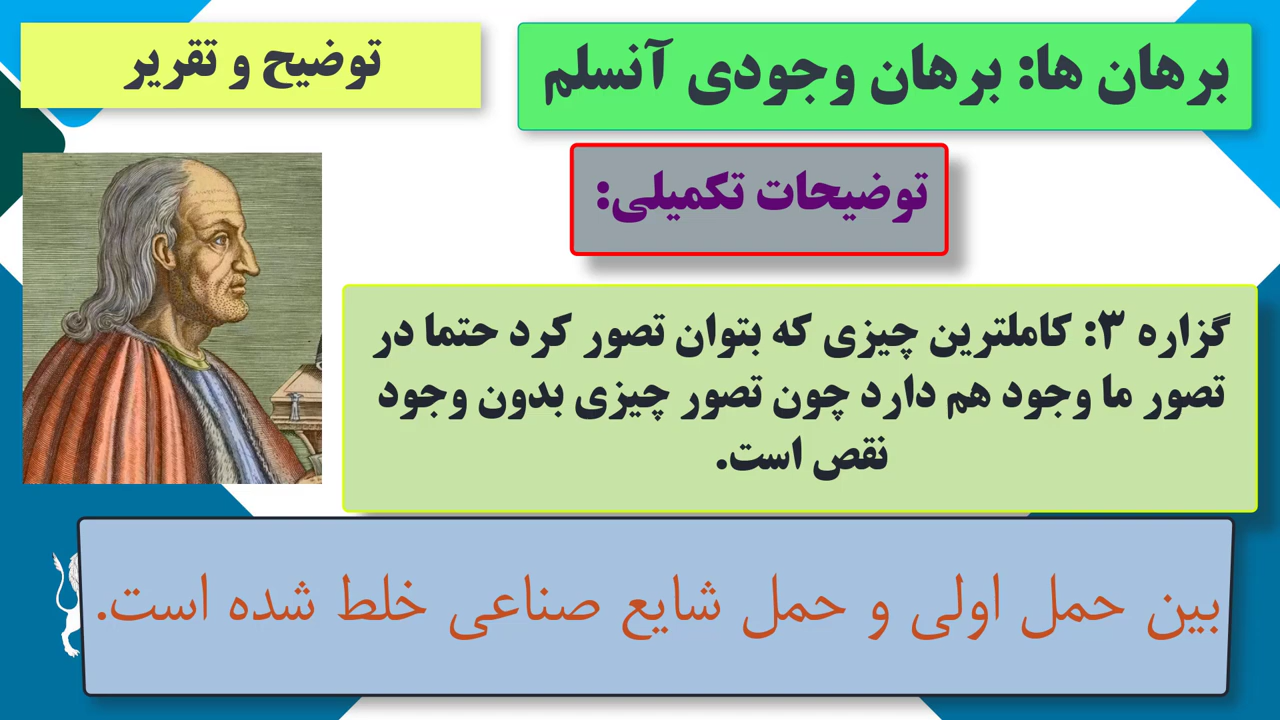 برهان ها: برهان وجودی آنسلم
توضیح و تقریر
توضیحات تکمیلی:
گزاره ۳: کاملترین چیزی که بتوان تصور کرد حتما در
تصور ما وجود هم دارد چون تصور چیزی بدون وجود
نقص است.
بین حمل اولی و حمل شایع صناعی خلط شده است.